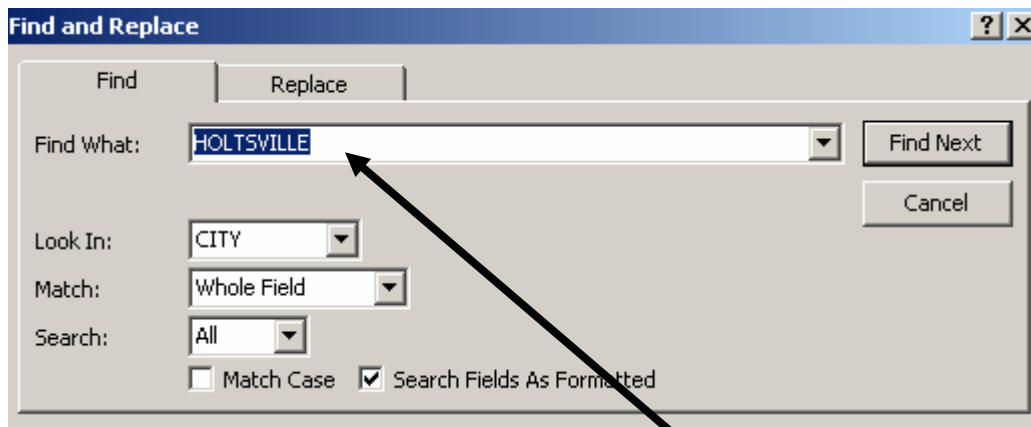 Find and Replace
Find Replace
Find What: HOLTSVILLE Find Next
Cancel
Look In: CITY
Match: Whole Field
Search: All
Match Case Search Fields As Formatted